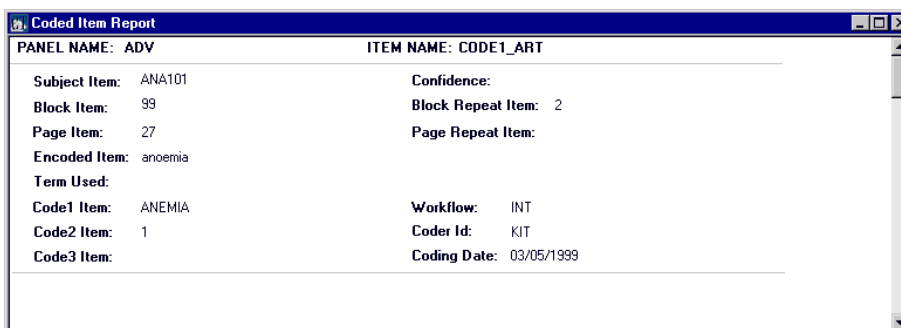 Coded Item Report
PANEL NAME: ADV ITEM NAME: CODE1_ART
Subject Item: ANA101 Confidence:
Block Item: 99 Block Repeat Item: 2
Page Item: 27 Page Repeat Item:
Encoded Item: anoemia
Term Used:
Code1 Item: ANEMIA Workflow: INT
Code2 Item: 1 Coder Id: KIT
Code3 Item: Coding Date: 03/05/1999